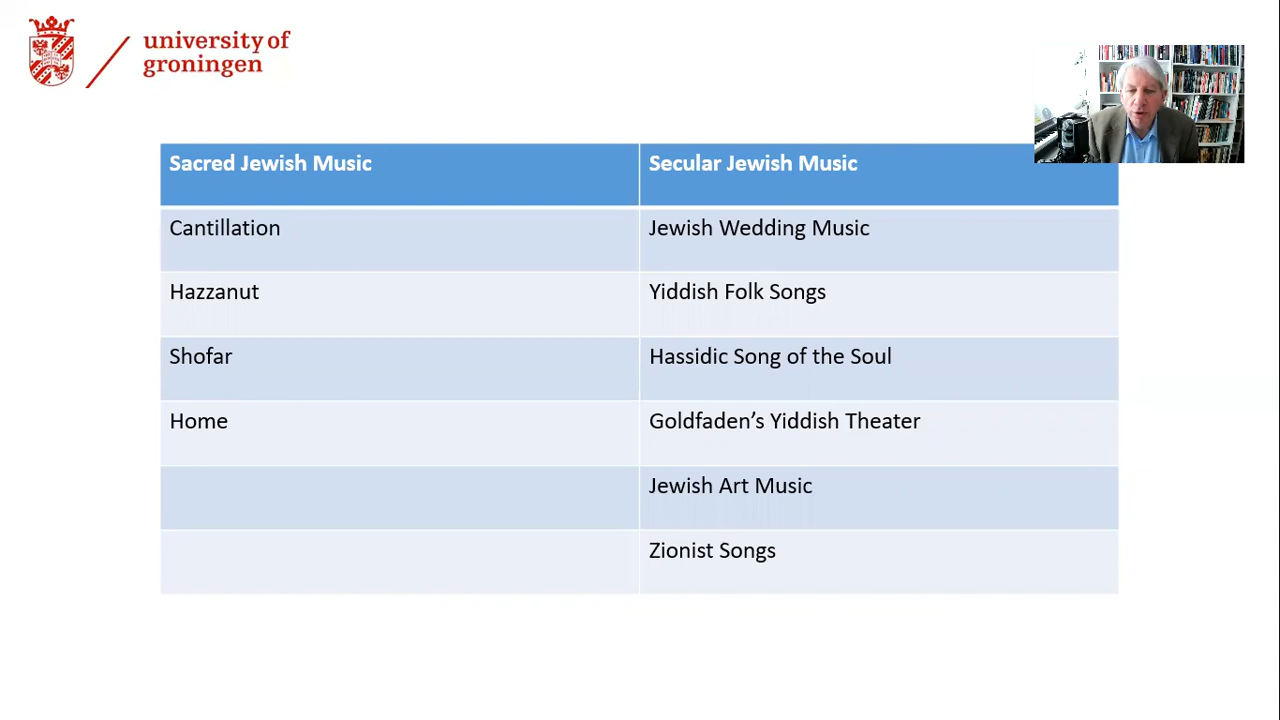 university of
groningen
Sacred Jewish Music
Secular Jewish Music
Cantillation
Jewish Wedding Music
Hazzanut
Yiddish Folk Songs
Shofar
Hassidic Song of the Soul
Home
Goldfaden’s Yiddish Theater
Jewish Art Music
Zionist Songs